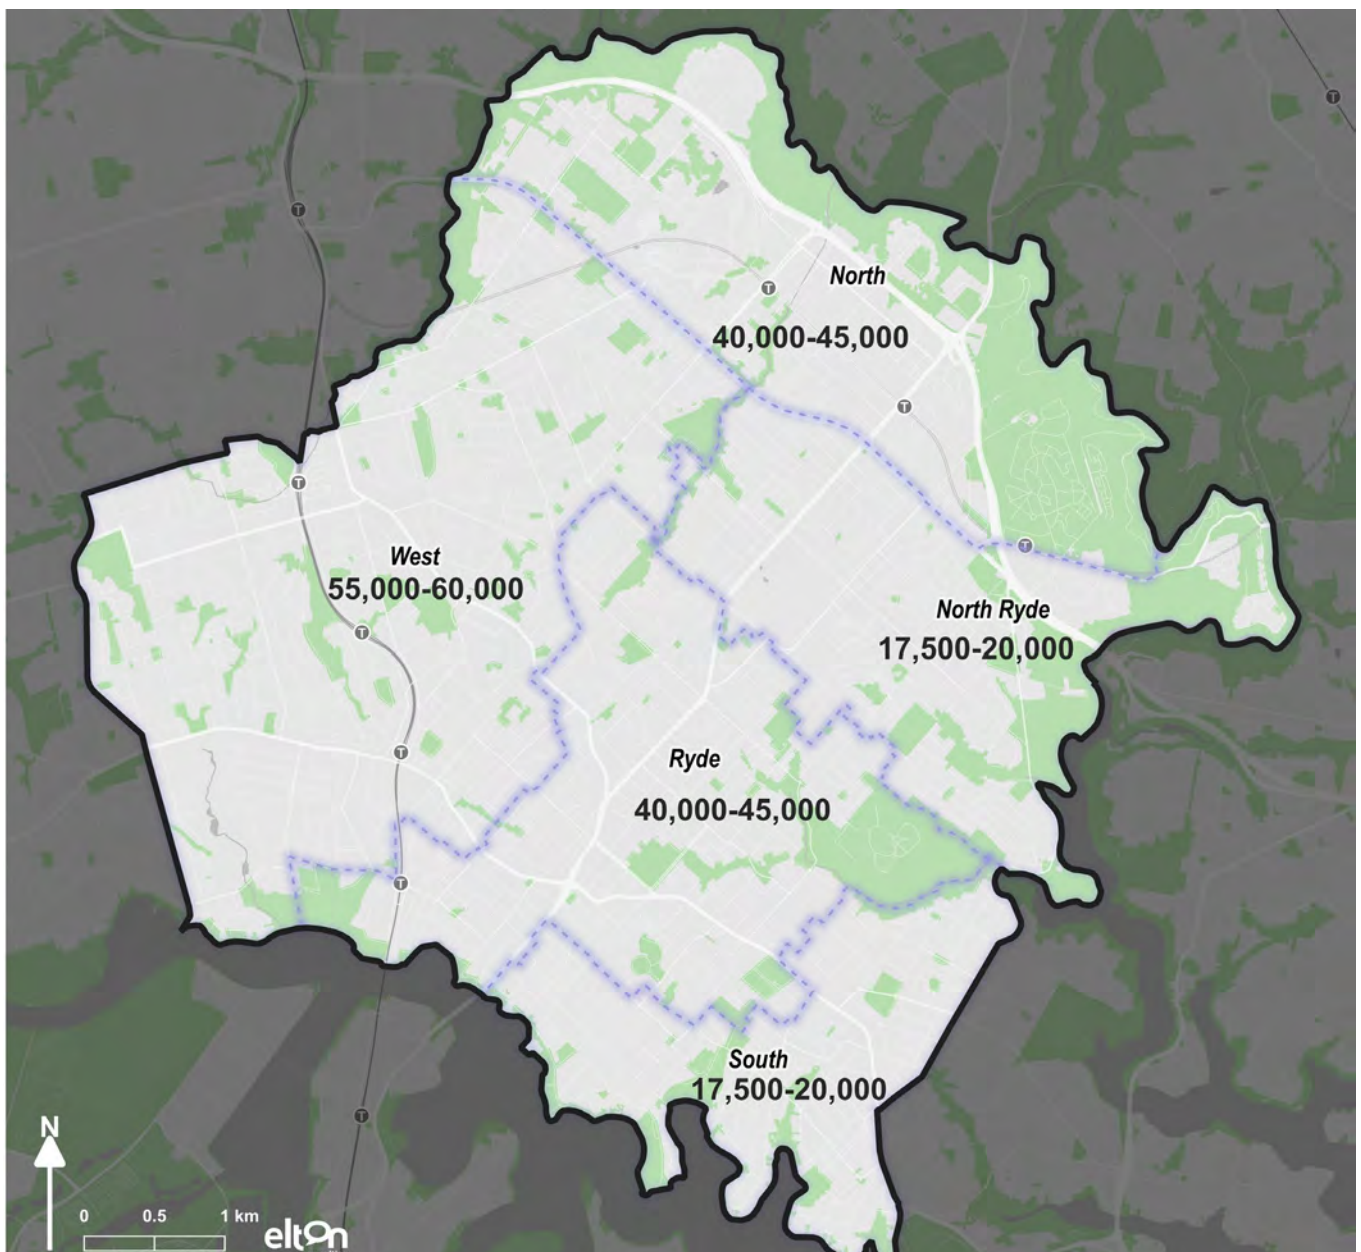 North
40,000-45,000
West
55,000-60,000
North Ryde
17,500-20,000
Ryde
40,000-45,000
South
17,500-20,000
N
0 0.5 1 km
elton
T
T
T
T
T
T
T
T
T
T